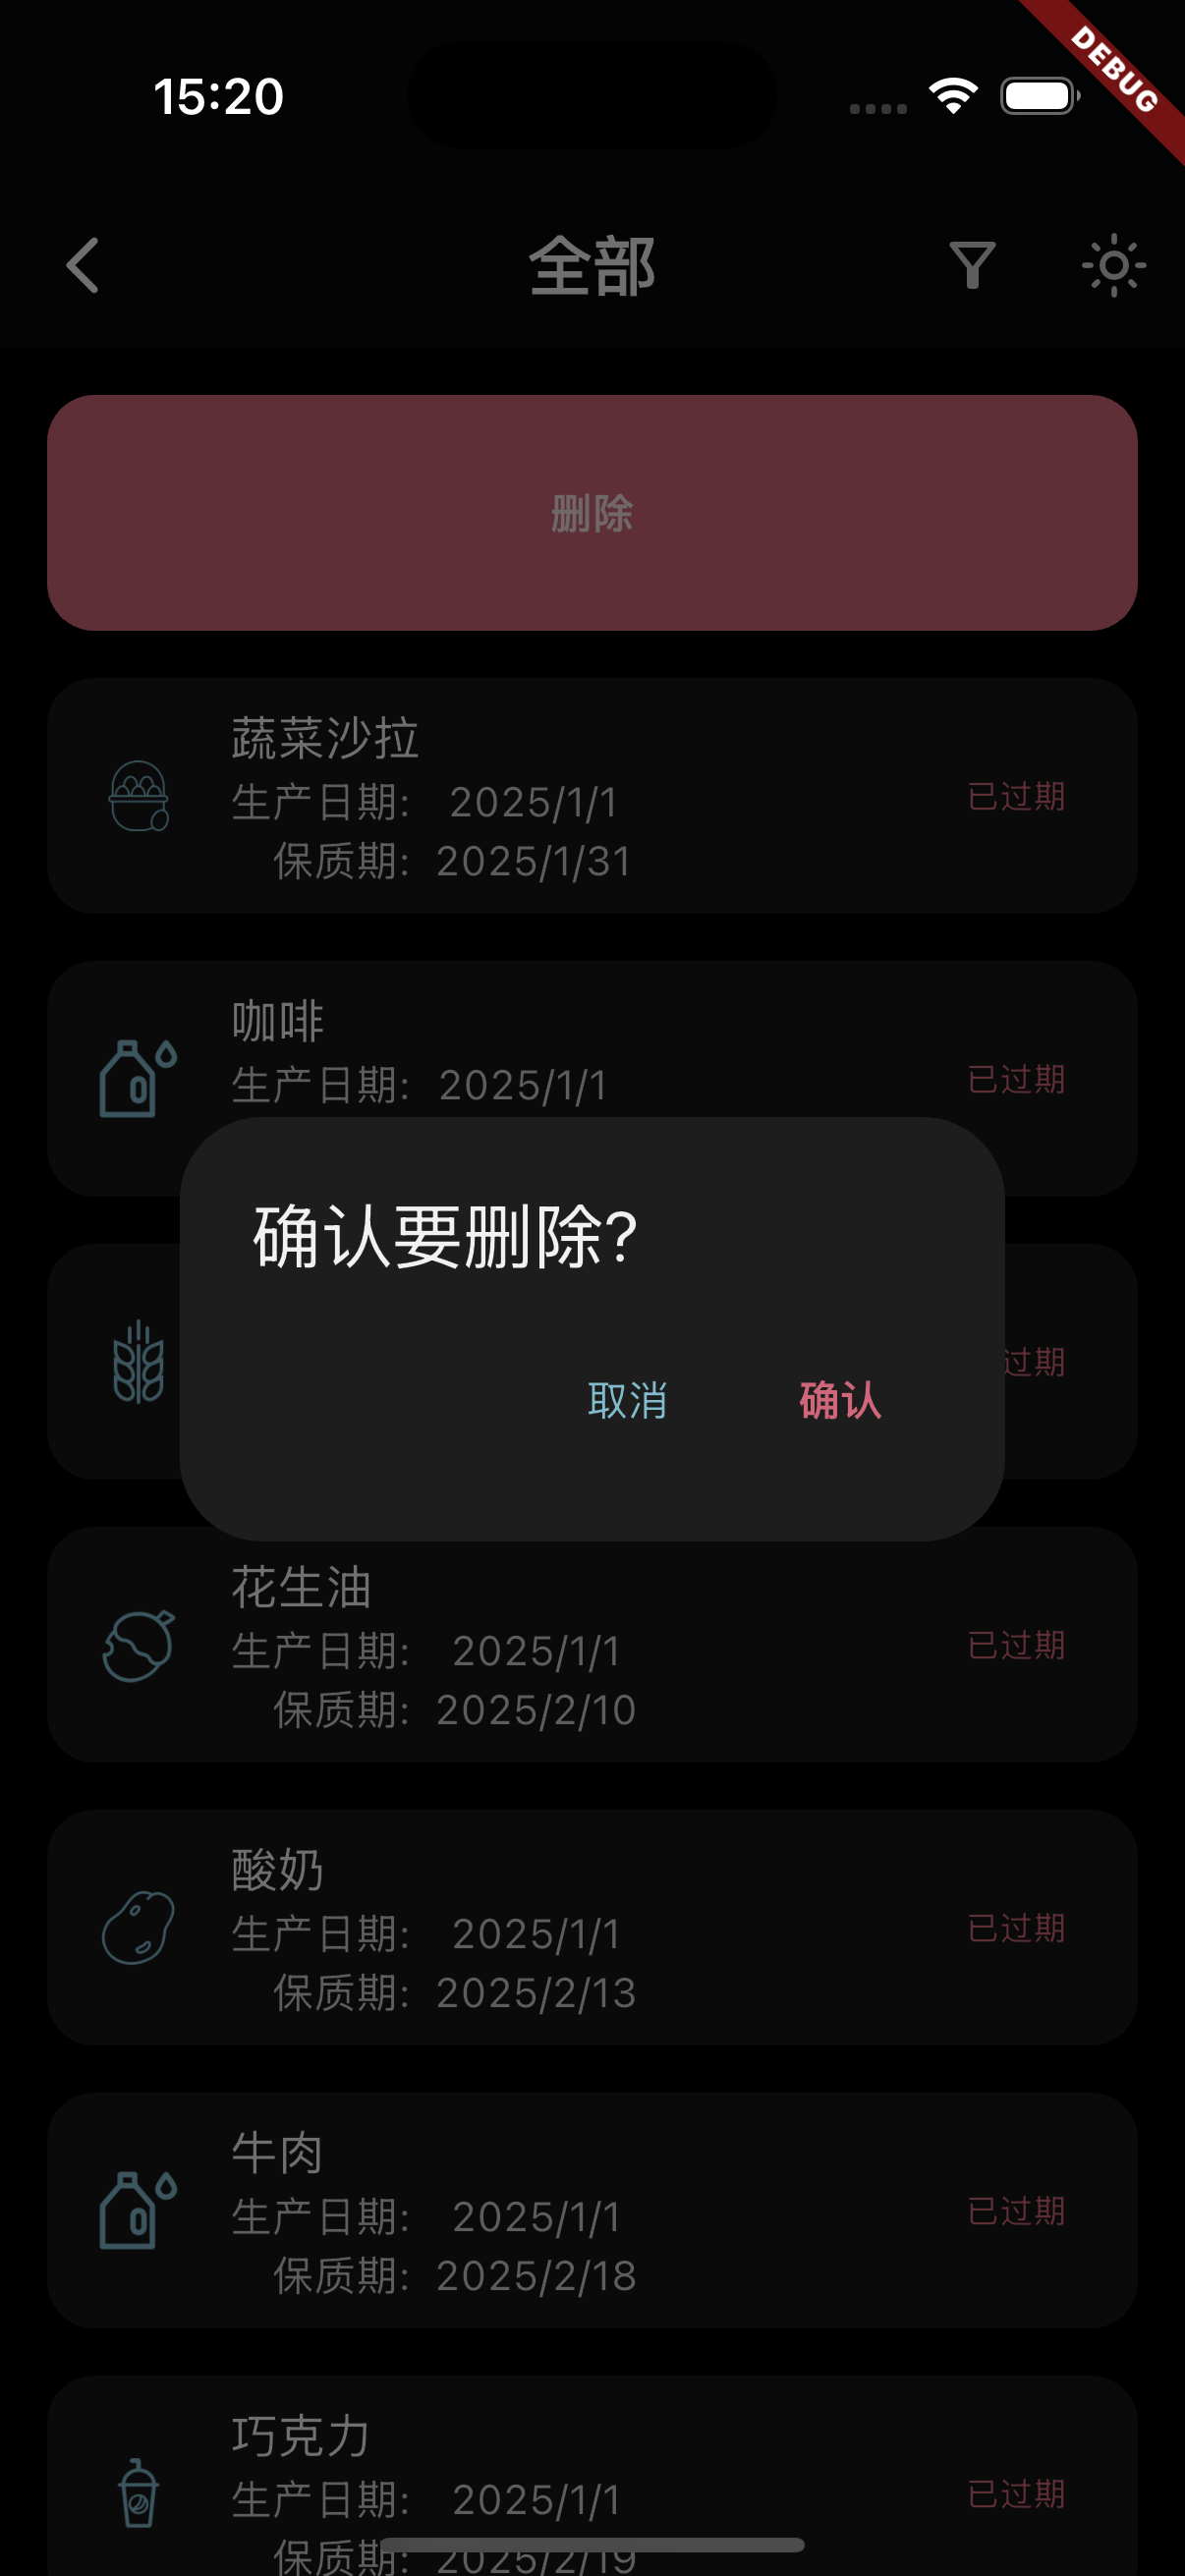 15:20
DEBUG
全部
删除
蔬菜沙拉
生产日期: 2025/1/1
保质期: 2025/1/31
已过期
咖啡
生产日期: 2025/1/1
已过期
确认要删除?
取消
确认
过期
花生油
生产日期: 2025/1/1
保质期: 2025/2/10
已过期
酸奶
生产日期: 2025/1/1
保质期: 2025/2/13
已过期
牛肉
生产日期: 2025/1/1
保质期: 2025/2/18
已过期
巧克力
生产日期: 2025/1/1
保质期: 2025/2/19
已过期